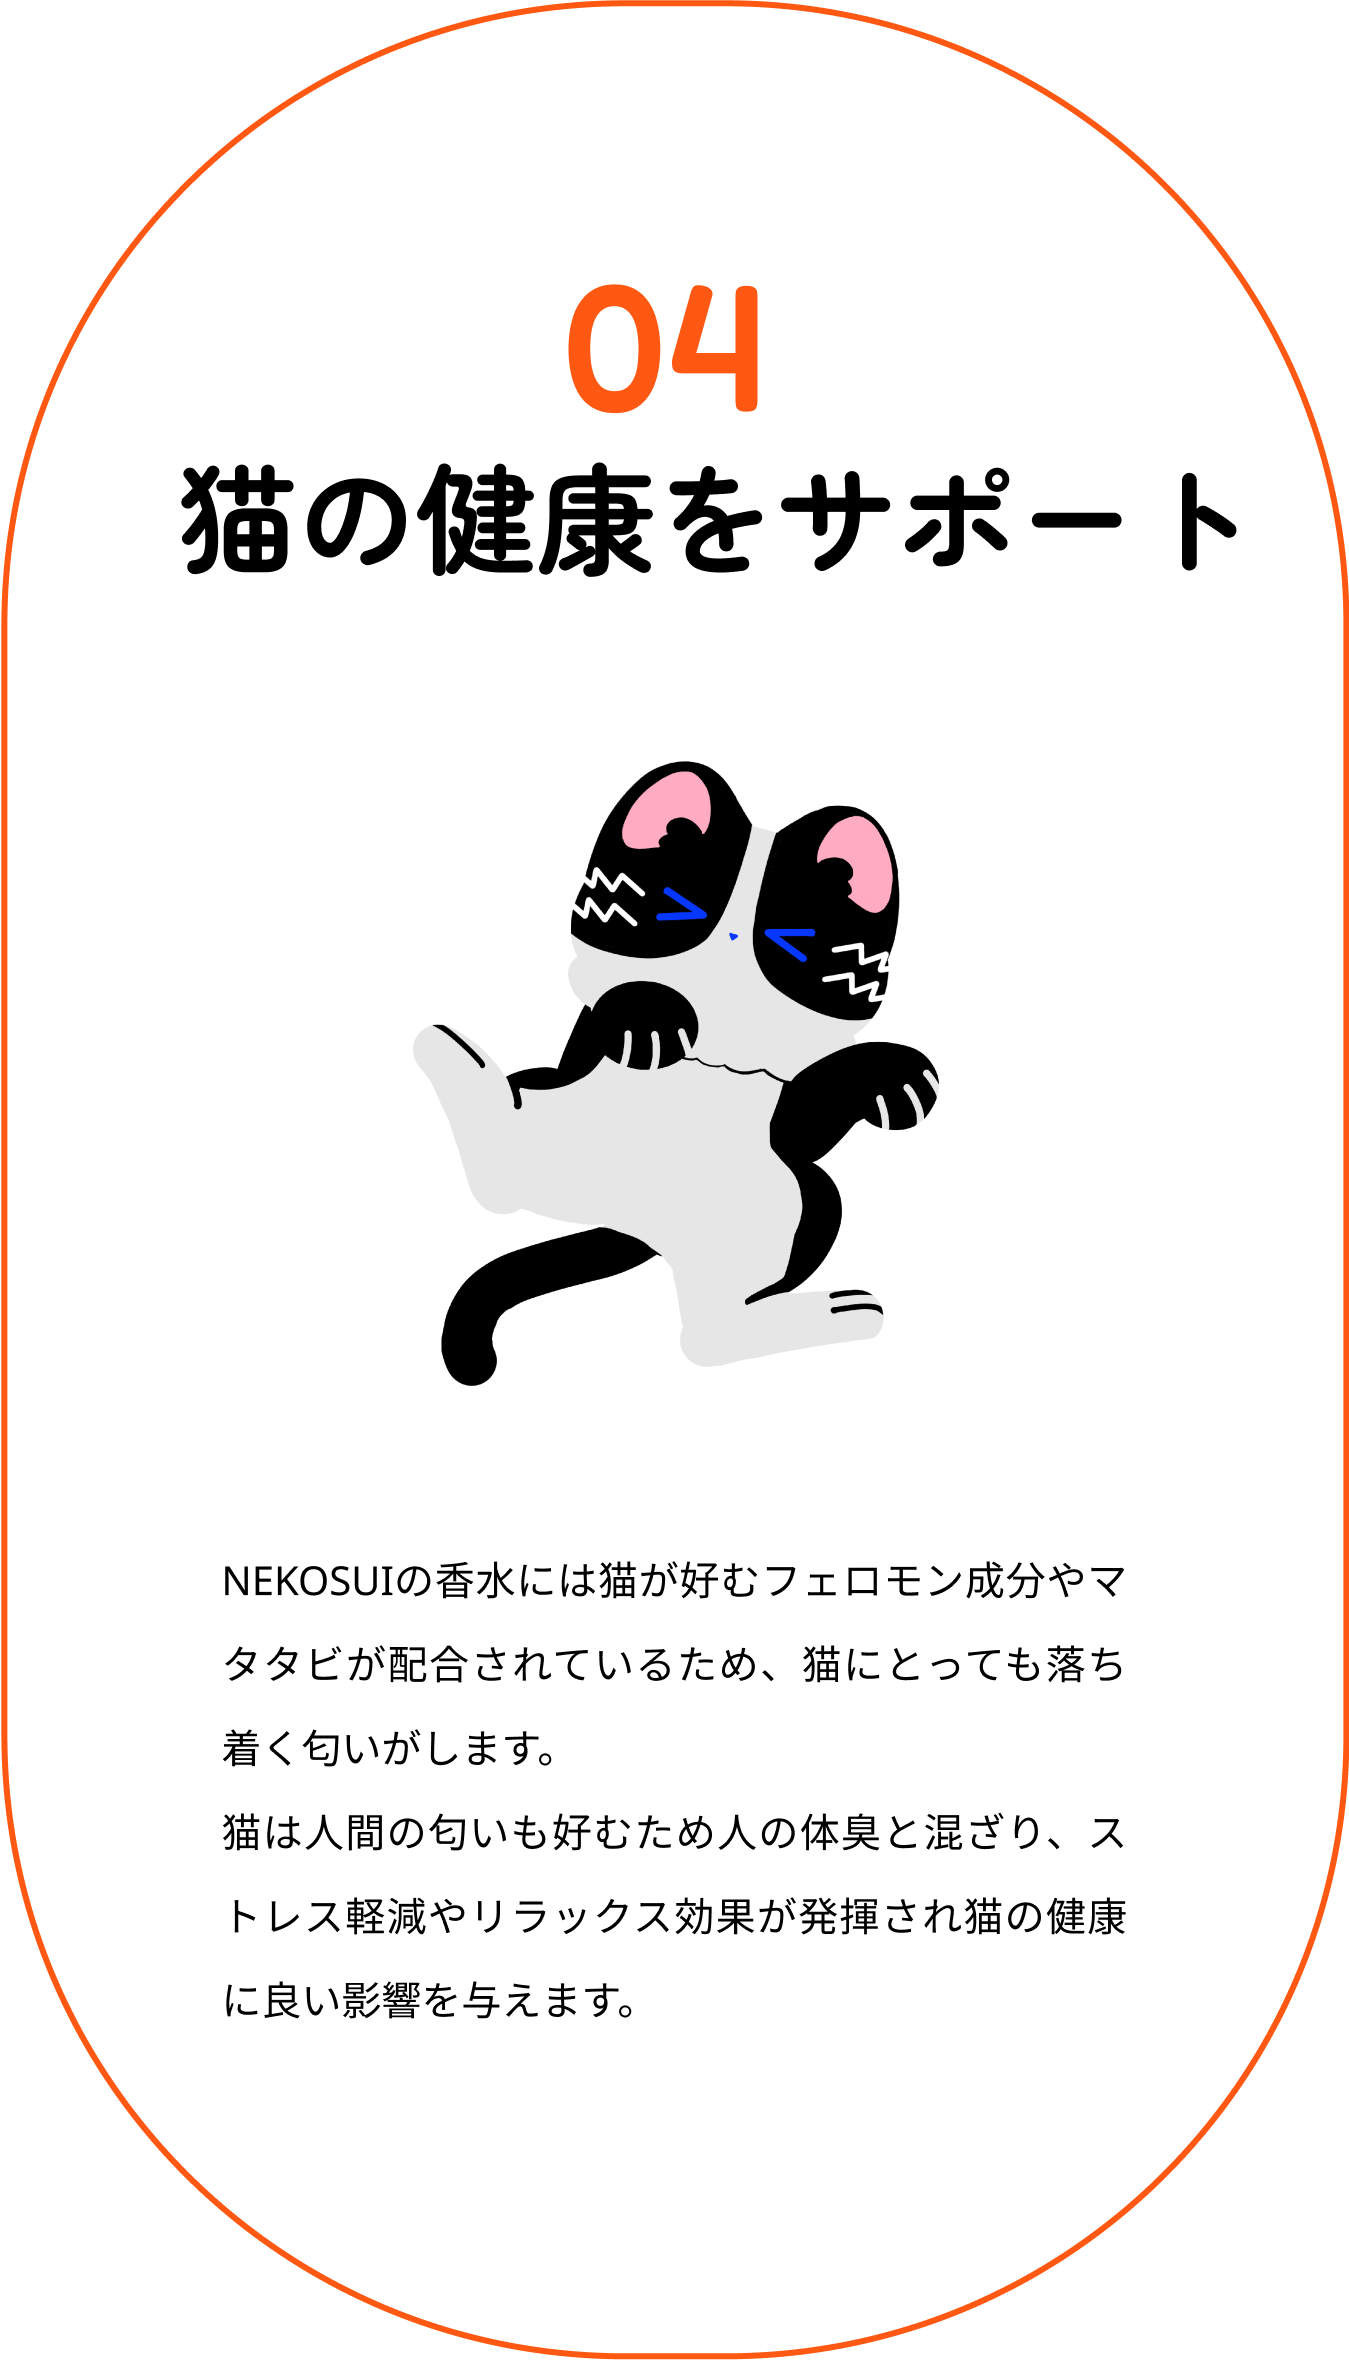 04
猫の健康をサポート
NEKOSUIの香水には猫が好むフェロモン成分やマ
タタビが配合されているため、猫にとっても落ち
着く匂いがします。
猫は人間の匂いも好むため人の体臭と混ざり、ス
トレス軽減やリラックス効果が発揮され猫の健康
に良い影響を与えます。